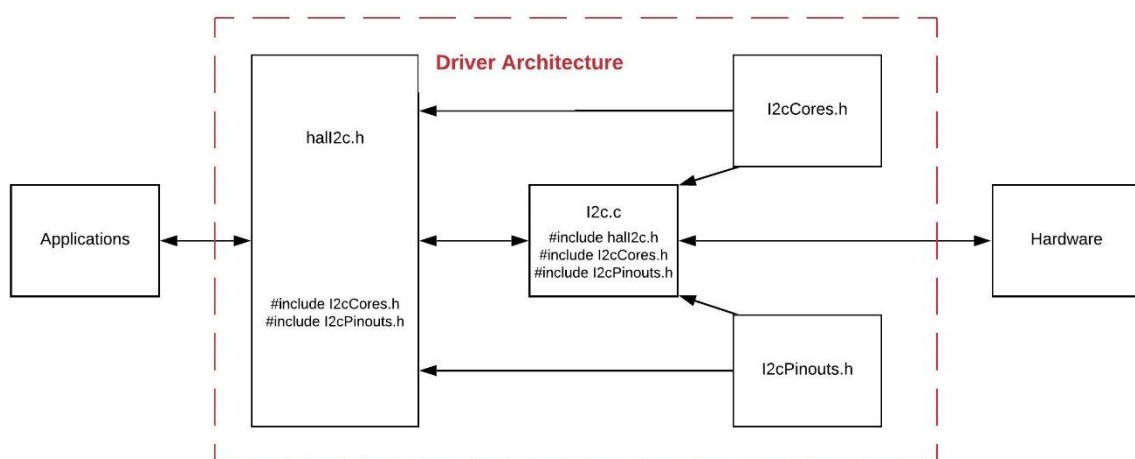 Driver Architecture
I2cCores.h
halI2c.h
I2c.c
#include halI2c.h
#include I2cCores.h
#include I2cPinouts.h
Applications
Hardware
#include I2cCores.h
#include I2cPinouts.h
I2cPinouts.h